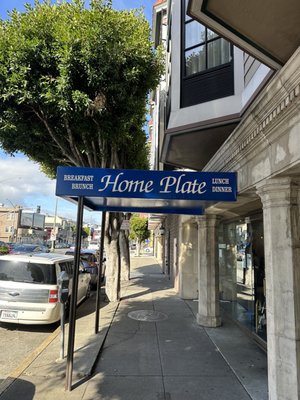 BREAKFAST
BRUNCH
Home Plate
LUNCH
DINNER